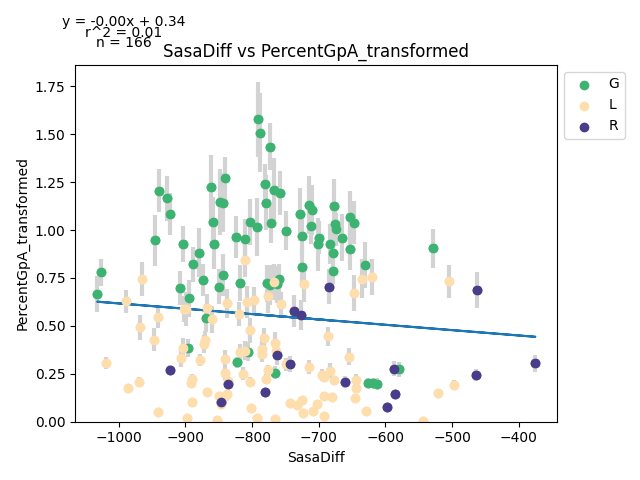 y = -0.00x + 0.34
r^2 = 0.01
n = 166
SasaDiff vs PercentGpA_transformed
G
L
R
PercentGpA_transformed
1.75
1.50
1.25
1.00
0.75
0.50
0.25
0.00
−1000 −900 −800 −700 −600 −500 −400
SasaDiff